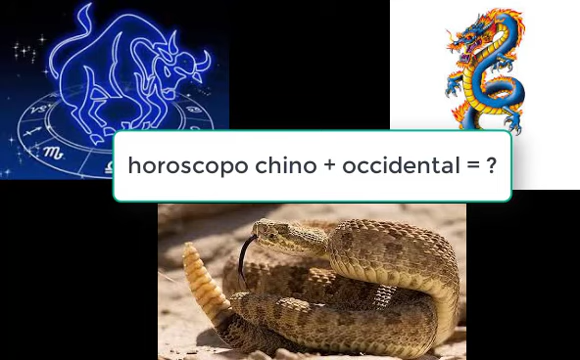 horoscopo chino + occidental = ?